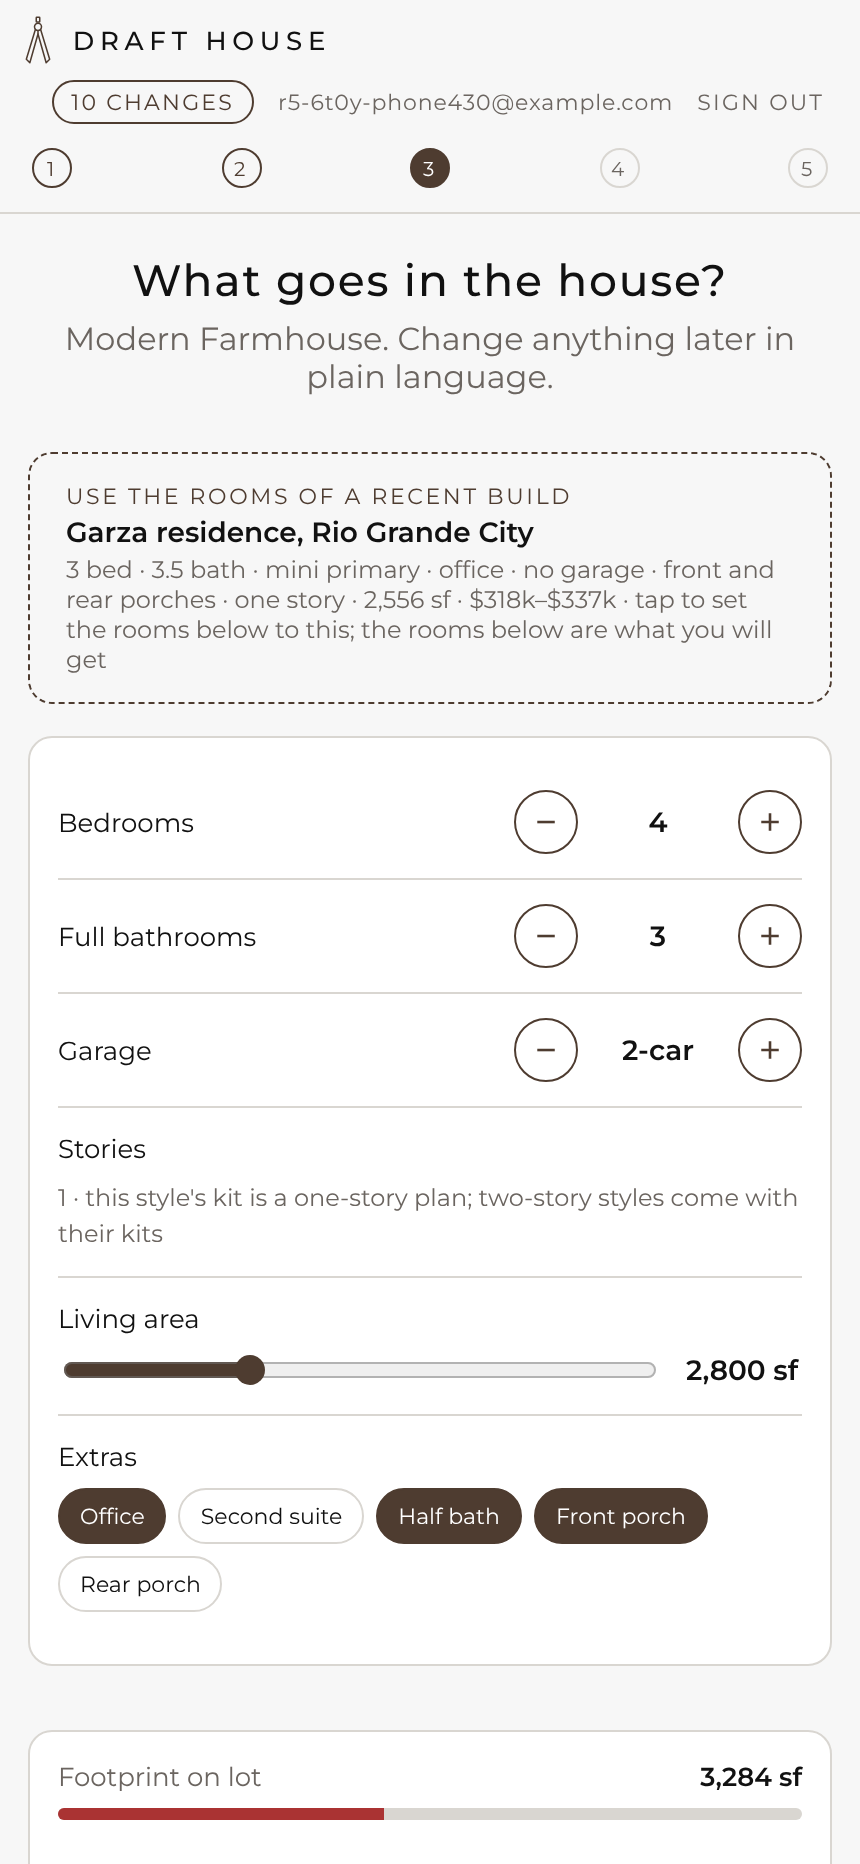 DRAFT HOUSE
10 CHANGES r5-6t0y-phone430@example.com SIGN OUT
1 2 3 4 5
What goes in the house?
Modern Farmhouse. Change anything later in
plain language.
USE THE ROOMS OF A RECENT BUILD
Garza residence, Rio Grande City
3 bed · 3.5 bath · mini primary · office · no garage · front and
rear porches · one story · 2,556 sf · $318k–$337k · tap to set
the rooms below to this; the rooms below are what you will
get
Bedrooms − 4 +
Full bathrooms − 3 +
Garage − 2-car +
Stories
1 · this style's kit is a one-story plan; two-story styles come with
their kits
Living area
2,800 sf
Extras
Office Second suite Half bath Front porch
Rear porch
Footprint on lot 3,284 sf